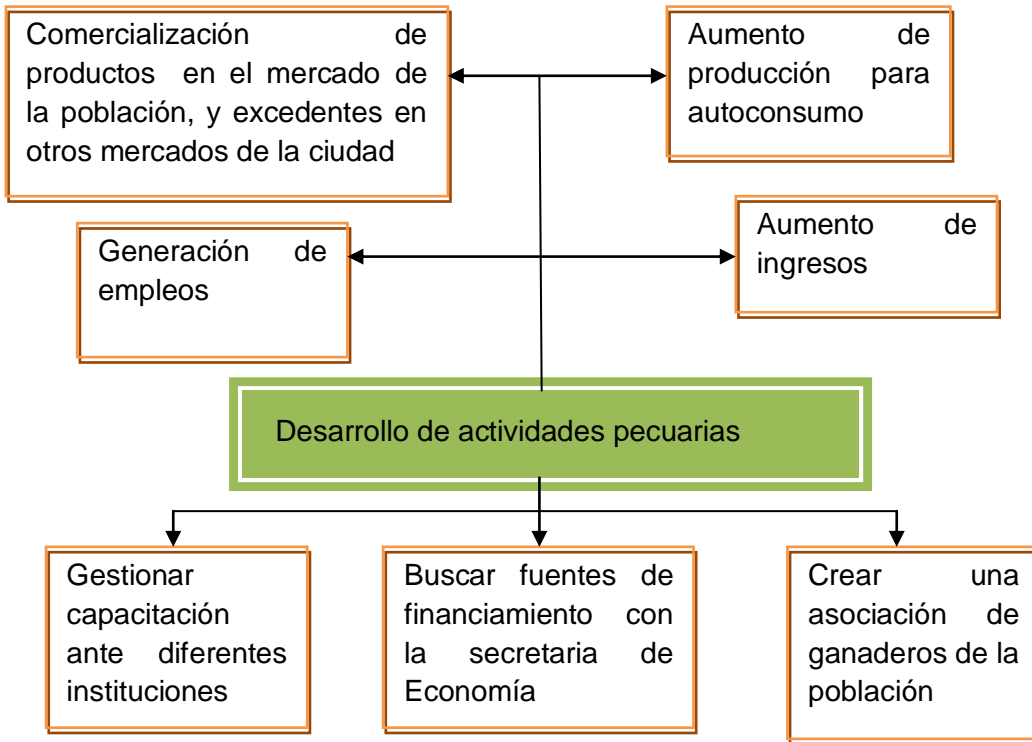 Comercialización de
productos en el mercado de
la población, y excedentes en
otros mercados de la ciudad
Aumento de
producción para
autoconsumo
Generación de
empleos
Aumento de
ingresos
Desarrollo de actividades pecuarias
Gestionar
capacitación
ante diferentes
instituciones
Buscar fuentes de
financiamiento con
la secretaria de
Economía
Crear una
asociación de
ganaderos de la
población